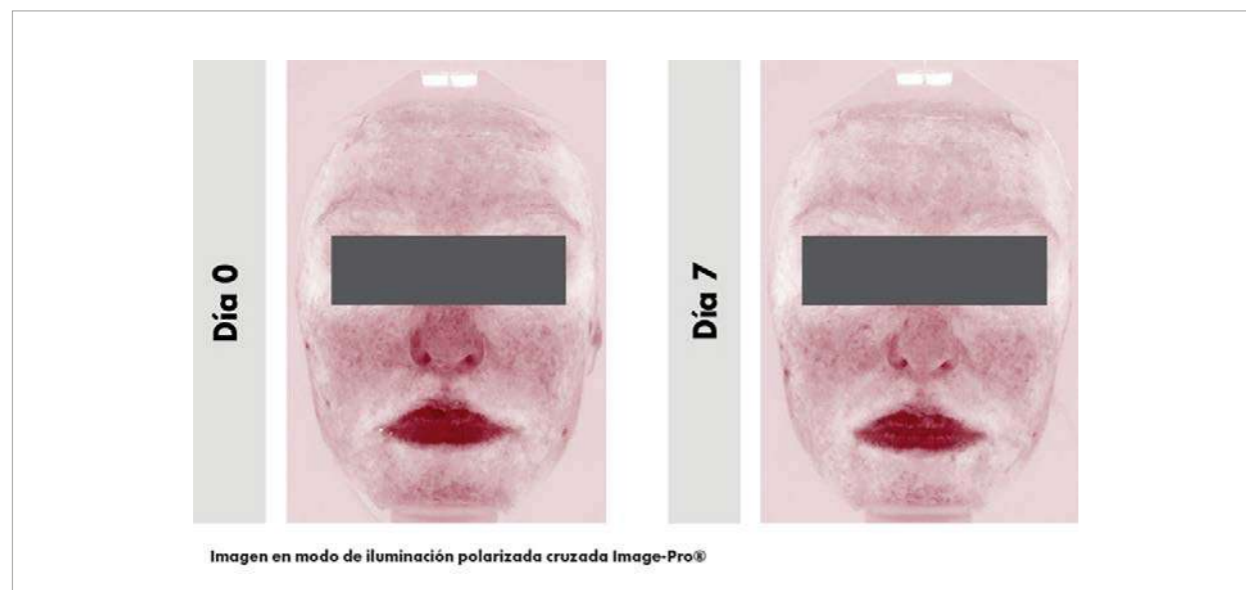 Día 0
Día 7
Imagen en modo de iluminación polarizada cruzada Image-Pro®